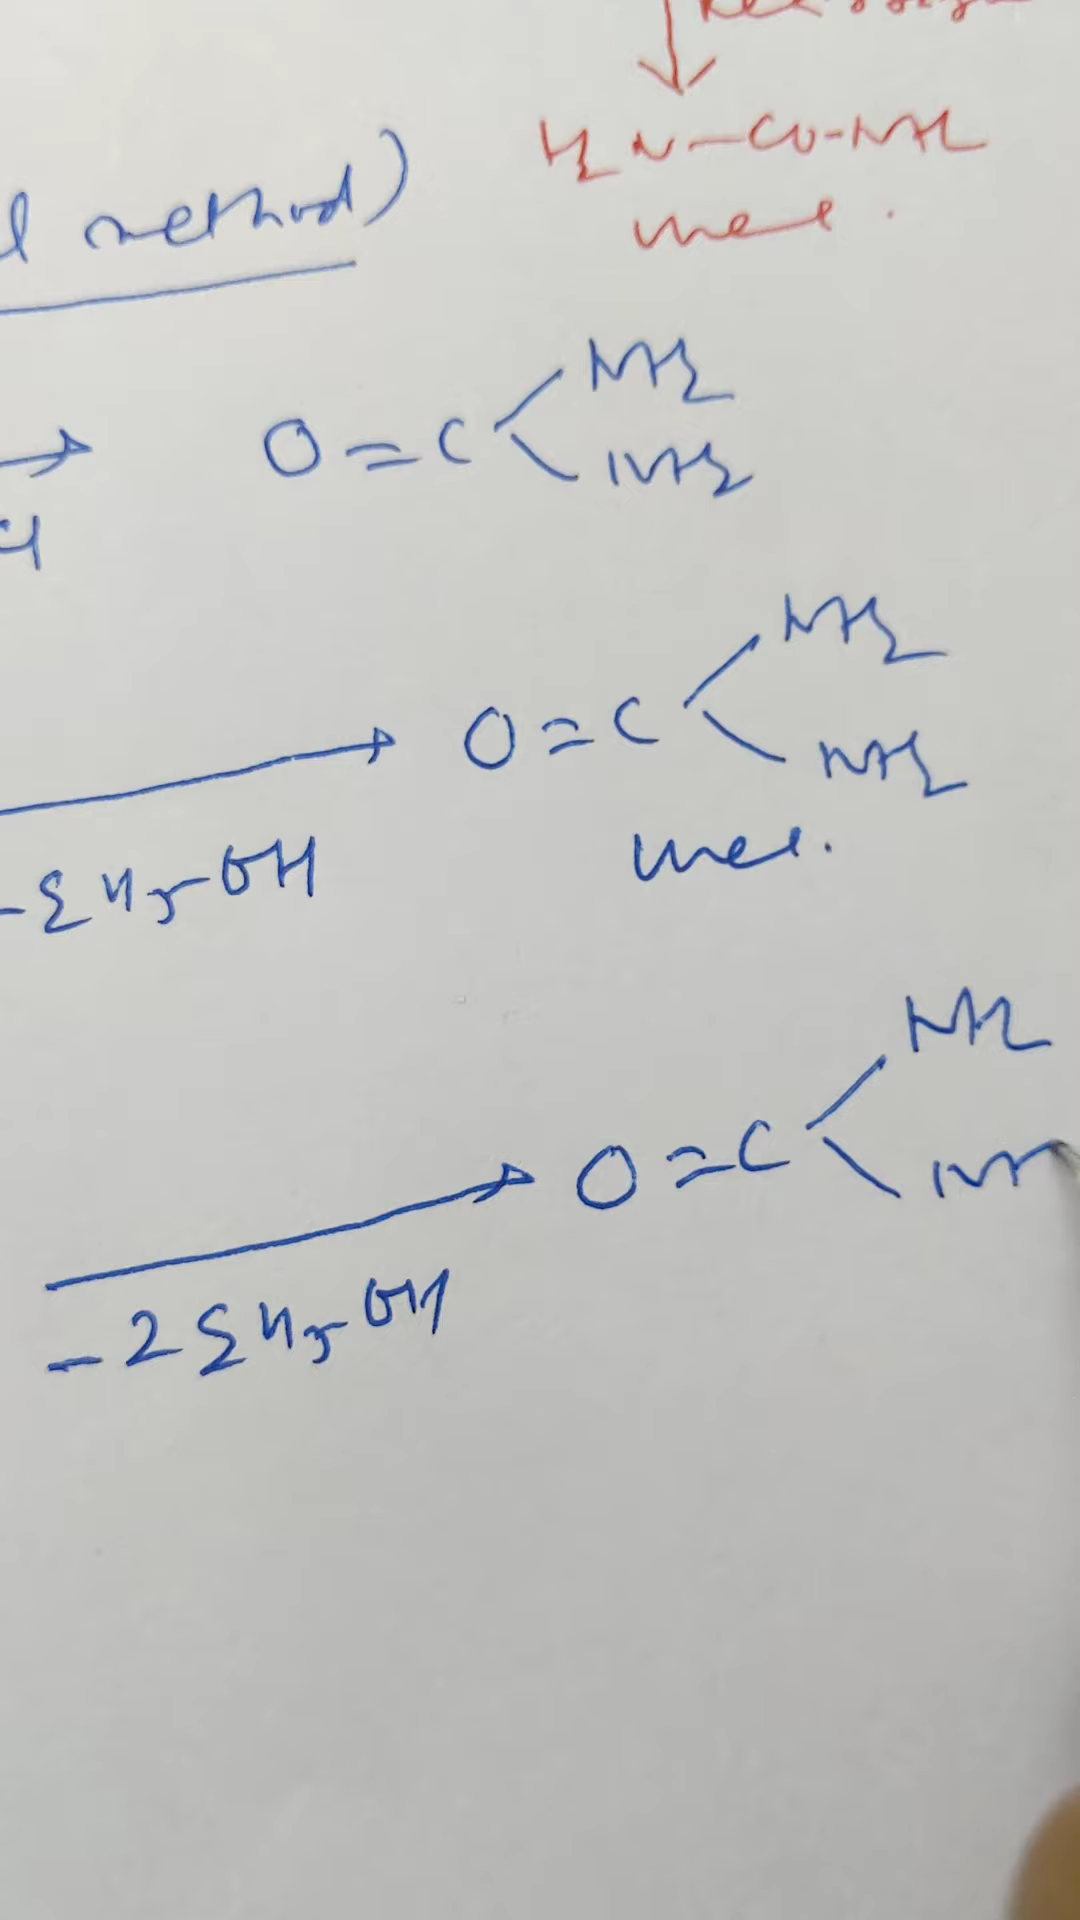 H2N-CO-NH2
urea.
method)
NH2
O=C
NH2
NH2
O=C
NH2
-C2H5-OH
urea.
NH2
O=C
NH
-2C2H5-OH